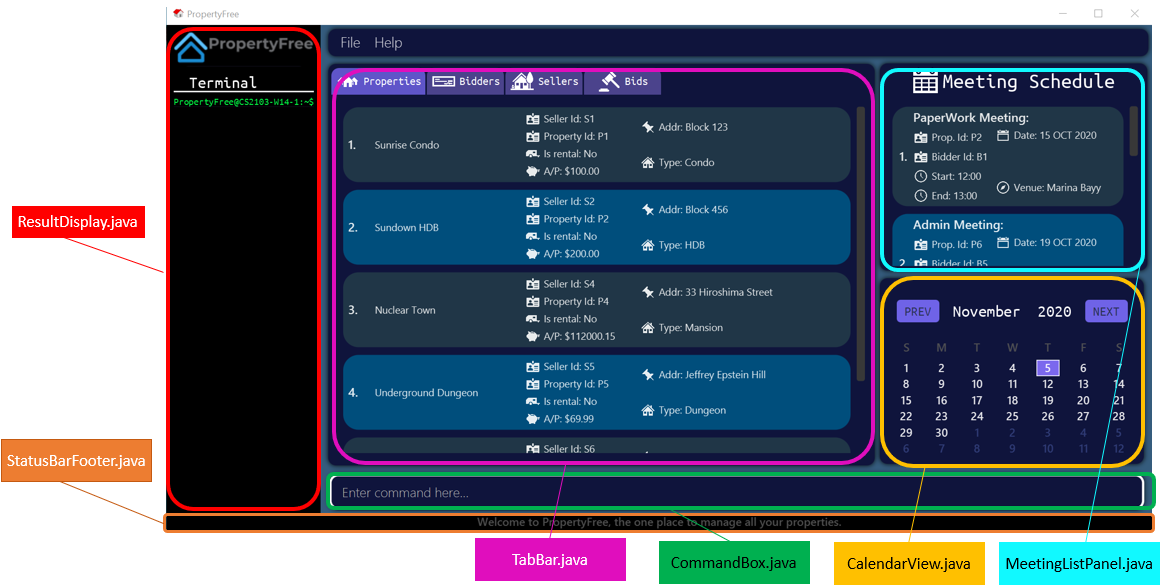 PropertyFree
PropertyFree
Terminal
PropertyFree@CS2103-W14-1:~$
File Help
Properties Bidders Sellers Bids
1. Sunrise Condo
Seller Id: S1
Property Id: P1
Is rental: No
A/P: $100.00
Addr: Block 123
Type: Condo
2. Sundown HDB
Seller Id: S2
Property Id: P2
Is rental: No
A/P: $200.00
Addr: Block 456
Type: HDB
3. Nuclear Town
Seller Id: S4
Property Id: P4
Is rental: No
A/P: $112000.15
Addr: 33 Hiroshima Street
Type: Mansion
4. Underground Dungeon
Seller Id: S5
Property Id: P5
Is rental: No
A/P: $69.99
Addr: Jeffrey Epstein Hill
Type: Dungeon
Seller Id: S6
Meeting Schedule
PaperWork Meeting:
1.
Prop. Id: P2
Bidder Id: B1
Start: 12:00
End: 13:00
Date: 15 OCT 2020
Venue: Marina Bayy
Admin Meeting:
2.
Prop. Id: P6
Bidder Id: B5
Date: 19 OCT 2020
PREV November 2020 NEXT
S M T W T F S
1 2 3 4 5 6 7
8 9 10 11 12 13 14
15 16 17 18 19 20 21
22 23 24 25 26 27 28
29 30 1 2 3 4 5
6 7 8 9 10 11 12
Enter command here...
Welcome to PropertyFree, the one place to manage all your properties.
ResultDisplay.java
StatusBarFooter.java
TabBar.java
CommandBox.java
CalendarView.java
MeetingListPanel.java